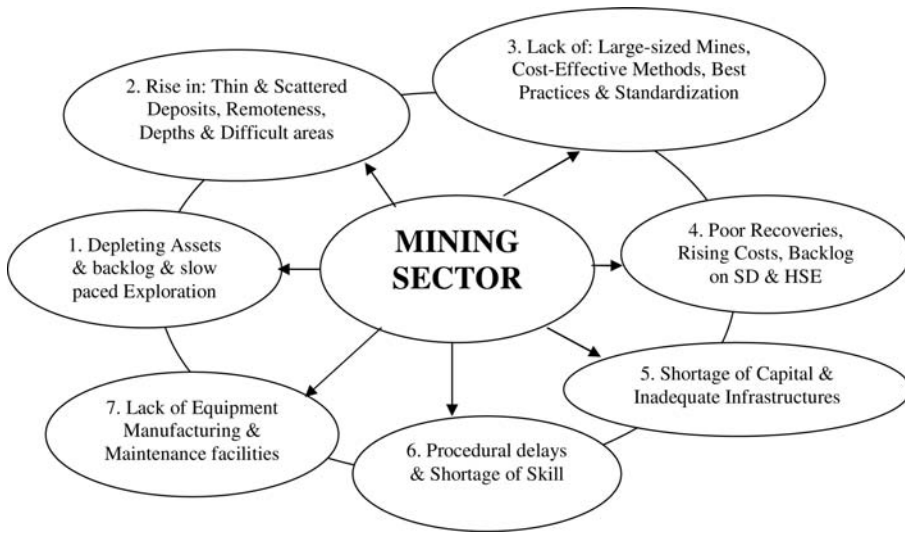 3. Lack of: Large-sized Mines,
Cost-Effective Methods, Best
Practices & Standardization
2. Rise in: Thin & Scattered
Deposits, Remoteness,
Depths & Difficult areas
MINING
SECTOR
4. Poor Recoveries,
Rising Costs, Backlog
on SD & HSE
1. Depleting Assets
& backlog & slow
paced Exploration
5. Shortage of Capital &
Inadequate Infrastructures
7. Lack of Equipment
Manufacturing &
Maintenance facilities
6. Procedural delays
& Shortage of Skill